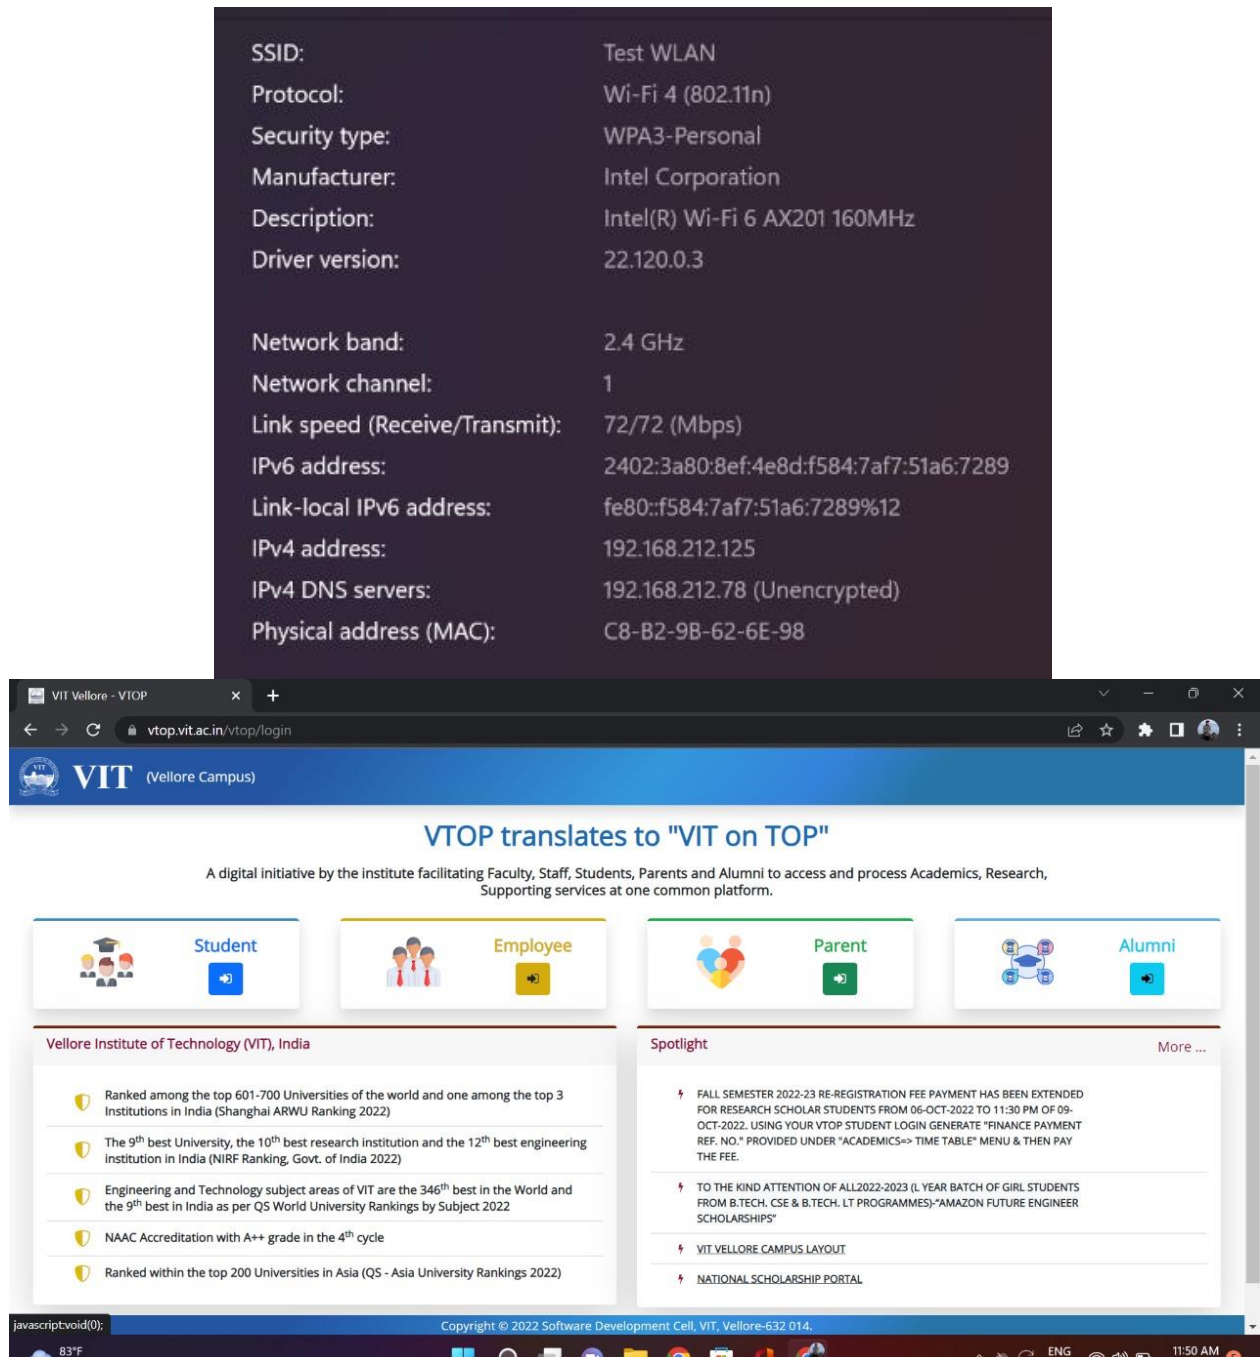 SSID: Test WLAN
Protocol: Wi-Fi 4 (802.11n)
Security type: WPA3-Personal
Manufacturer: Intel Corporation
Description: Intel(R) Wi-Fi 6 AX201 160MHz
Driver version: 22.120.0.3
Network band: 2.4 GHz
Network channel: 1
Link speed (Receive/Transmit): 72/72 (Mbps)
IPv6 address: 2402:3a80:8ef:4e8d:f584:7af7:51a6:7289
Link-local IPv6 address: fe80::f584:7af7:51a6:7289%12
IPv4 address: 192.168.212.125
IPv4 DNS servers: 192.168.212.78 (Unencrypted)
Physical address (MAC): C8-B2-9B-62-6E-98
VIT Vellore - VTOP
vtop.vit.ac.in/vtop/login
VIT (Vellore Campus)
VTOP translates to "VIT on TOP"
A digital initiative by the institute facilitating Faculty, Staff, Students, Parents and Alumni to access and process Academics, Research,
Supporting services at one common platform.
Student
Employee
Parent
Alumni
Vellore Institute of Technology (VIT), India
Ranked among the top 601-700 Universities of the world and one among the top 3
Institutions in India (Shanghai ARWU Ranking 2022)
The 9th best University, the 10th best research institution and the 12th best engineering
institution in India (NIRF Ranking, Govt. of India 2022)
Engineering and Technology subject areas of VIT are the 346th best in the World and
the 9th best in India as per QS World University Rankings by Subject 2022
NAAC Accreditation with A++ grade in the 4th cycle
Ranked within the top 200 Universities in Asia (QS - Asia University Rankings 2022)
Spotlight
More ...
FALL SEMESTER 2022-23 RE-REGISTRATION FEE PAYMENT HAS BEEN EXTENDED
FOR RESEARCH SCHOLAR STUDENTS FROM 06-OCT-2022 TO 11:30 PM OF 09-
OCT-2022. USING YOUR VTOP STUDENT LOGIN GENERATE "FINANCE PAYMENT
REF. NO." PROVIDED UNDER "ACADEMICS=> TIME TABLE" MENU & THEN PAY
THE FEE.
TO THE KIND ATTENTION OF ALL2022-2023 (I. YEAR BATCH OF GIRL STUDENTS
FROM B.TECH. CSE & B.TECH. I.T PROGRAMMES)-"AMAZON FUTURE ENGINEER
SCHOLARSHIPS"
VIT VELLORE CAMPUS LAYOUT
NATIONAL SCHOLARSHIP PORTAL
javascript:void(0);
Copyright © 2022 Software Development Cell, VIT, Vellore-632 014.
83°F
ENG
11:50 AM